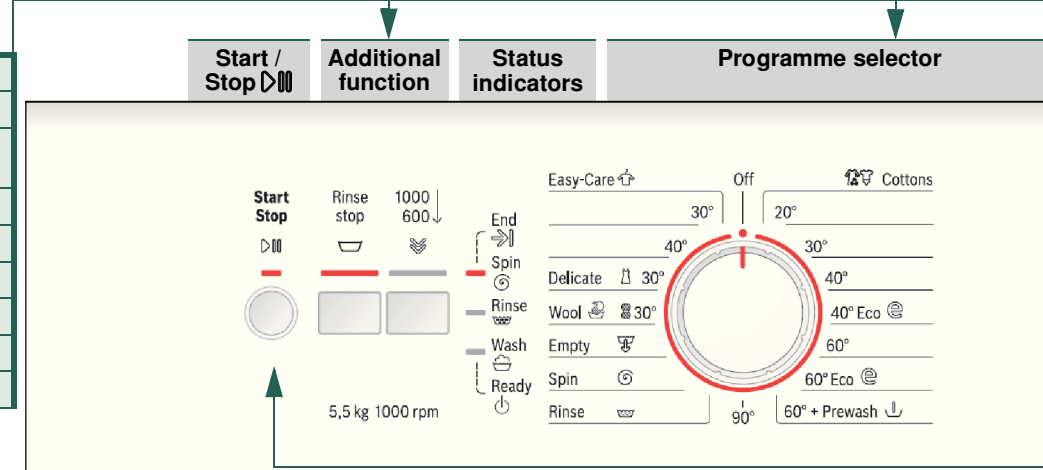 Start /
Stop
Additional
function
Status
indicators
Programme selector
Start
Stop
Rinse
stop
1000
600
End
Spin
Rinse
Wash
Ready
5,5 kg 1000 rpm
Easy-Care
30°
40°
Delicate 30°
Wool 30°
Empty
Spin
Rinse
Off
Cottons
20°
30°
40°
40° Eco
60°
60° Eco
60° + Prewash
90°